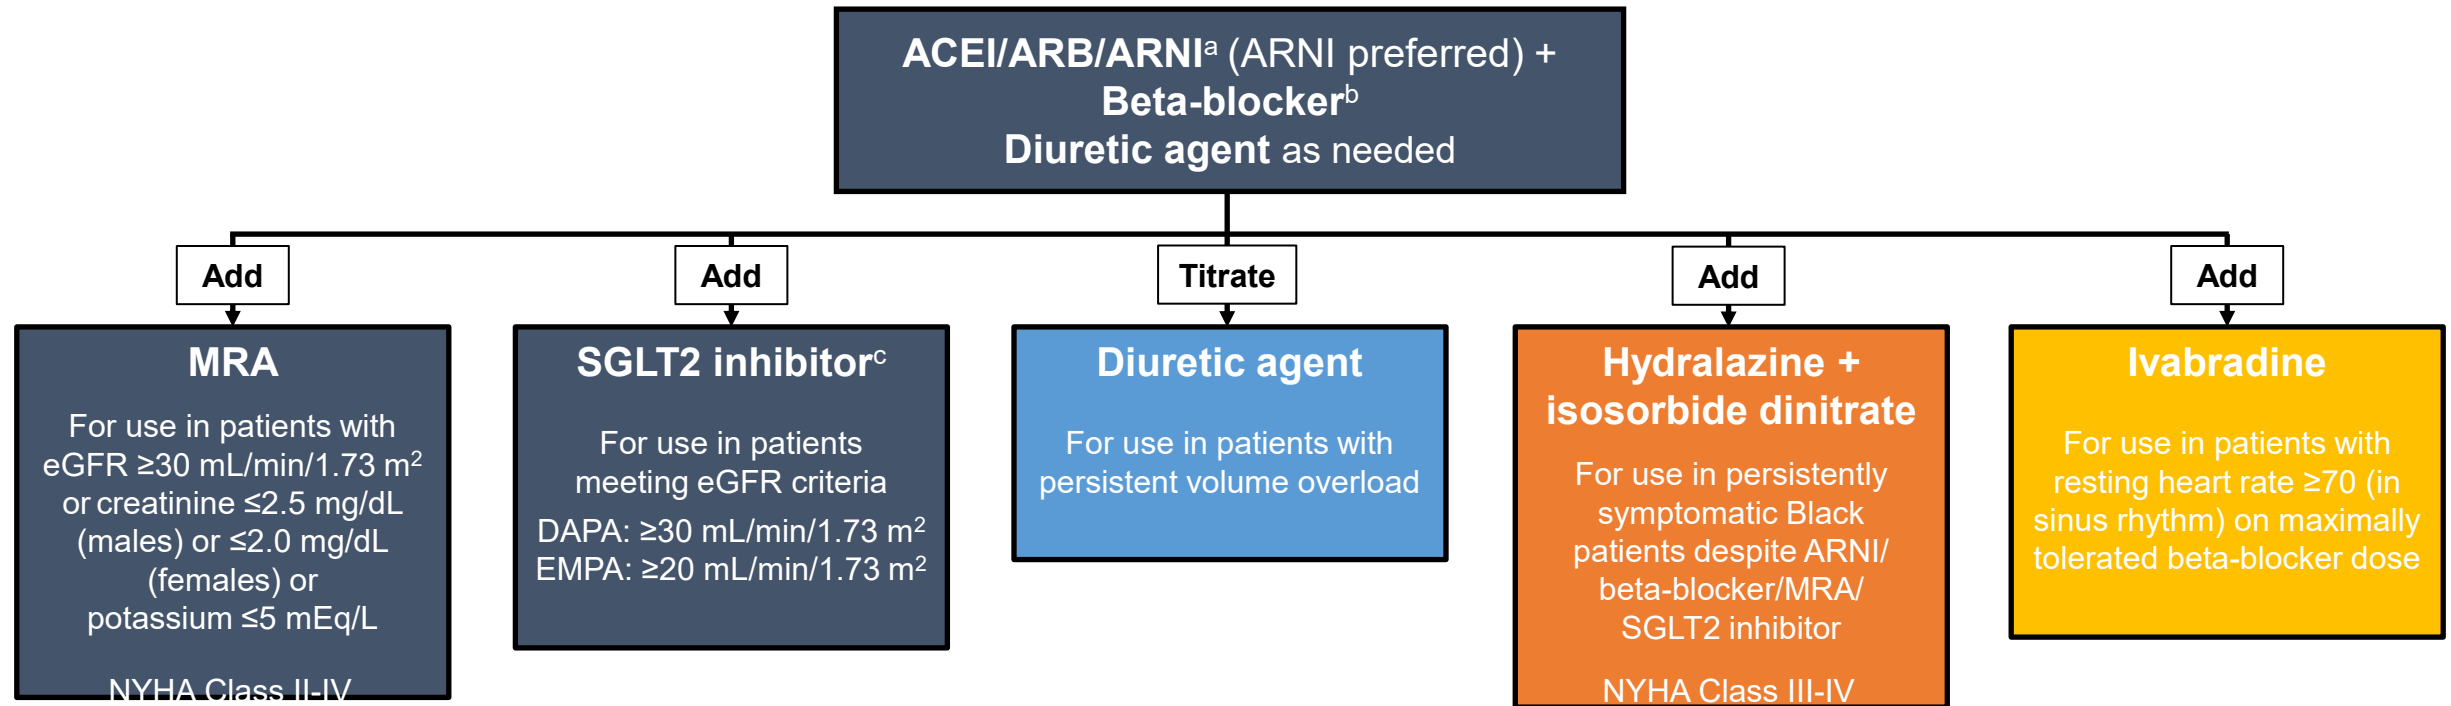 ACEI/ARB/ARNIᵃ (ARNI preferred) +
Beta-blockerᵇ
Diuretic agent as needed
Add
Add
Titrate
Add
Add
MRA
For use in patients with
eGFR ≥30 mL/min/1.73 m²
or creatinine ≤2.5 mg/dL
(males) or ≤2.0 mg/dL
(females) or
potassium ≤5 mEq/L
NYHA Class II-IV
SGLT2 inhibitorᶜ
For use in patients
meeting eGFR criteria
DAPA: ≥30 mL/min/1.73 m²
EMPA: ≥20 mL/min/1.73 m²
Diuretic agent
For use in patients with
persistent volume overload
Hydralazine +
isosorbide dinitrate
For use in persistently
symptomatic Black
patients despite ARNI/
beta-blocker/MRA/
SGLT2 inhibitor
NYHA Class III-IV
Ivabradine
For use in patients with
resting heart rate ≥70 (in
sinus rhythm) on maximally
tolerated beta-blocker dose